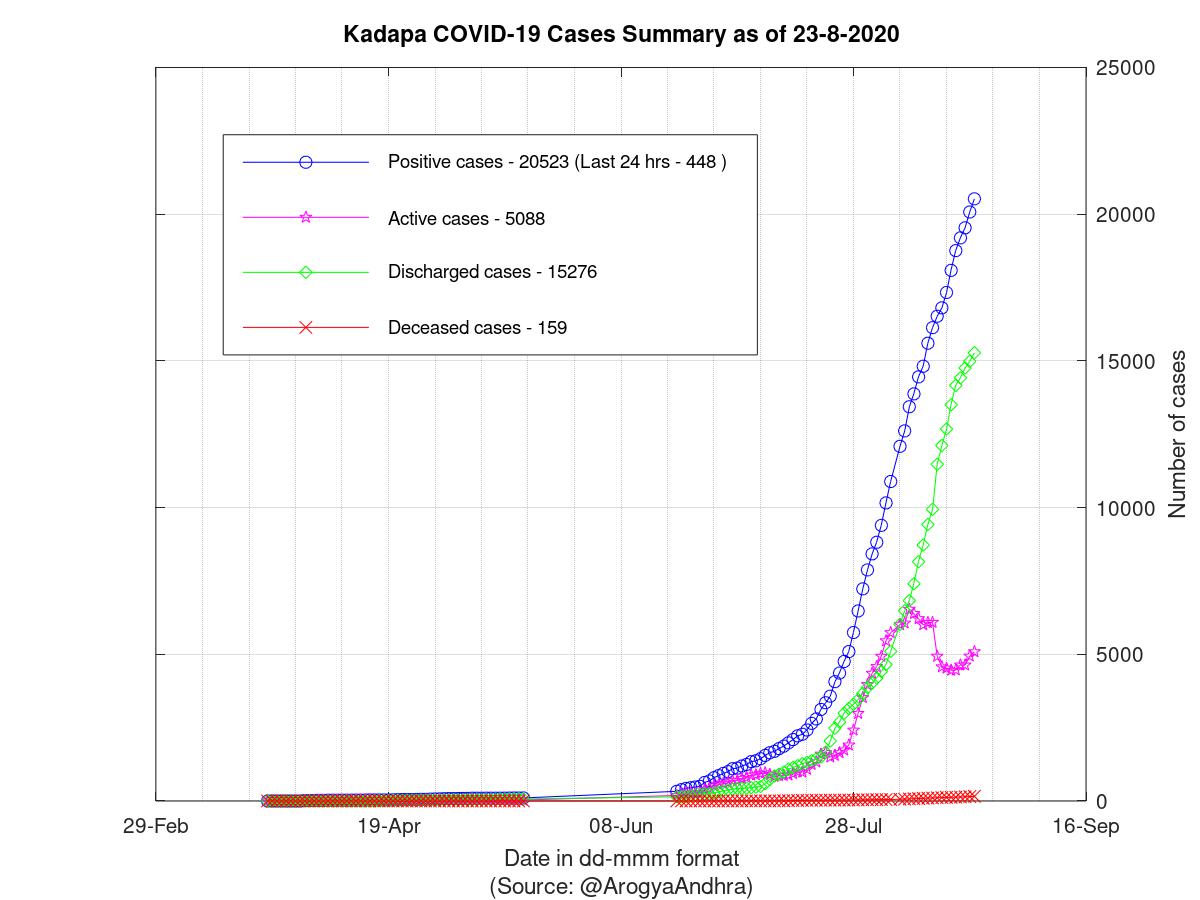 Kadapa COVID-19 Cases Summary as of 23-8-2020
Positive cases - 20523 (Last 24 hrs - 448 )
Active cases - 5088
Discharged cases - 15276
Deceased cases - 159
25000
20000
15000
10000
5000
0
Number of cases
29-Feb 19-Apr 08-Jun 28-Jul 16-Sep
Date in dd-mmm format
(Source: @ArogyaAndhra)